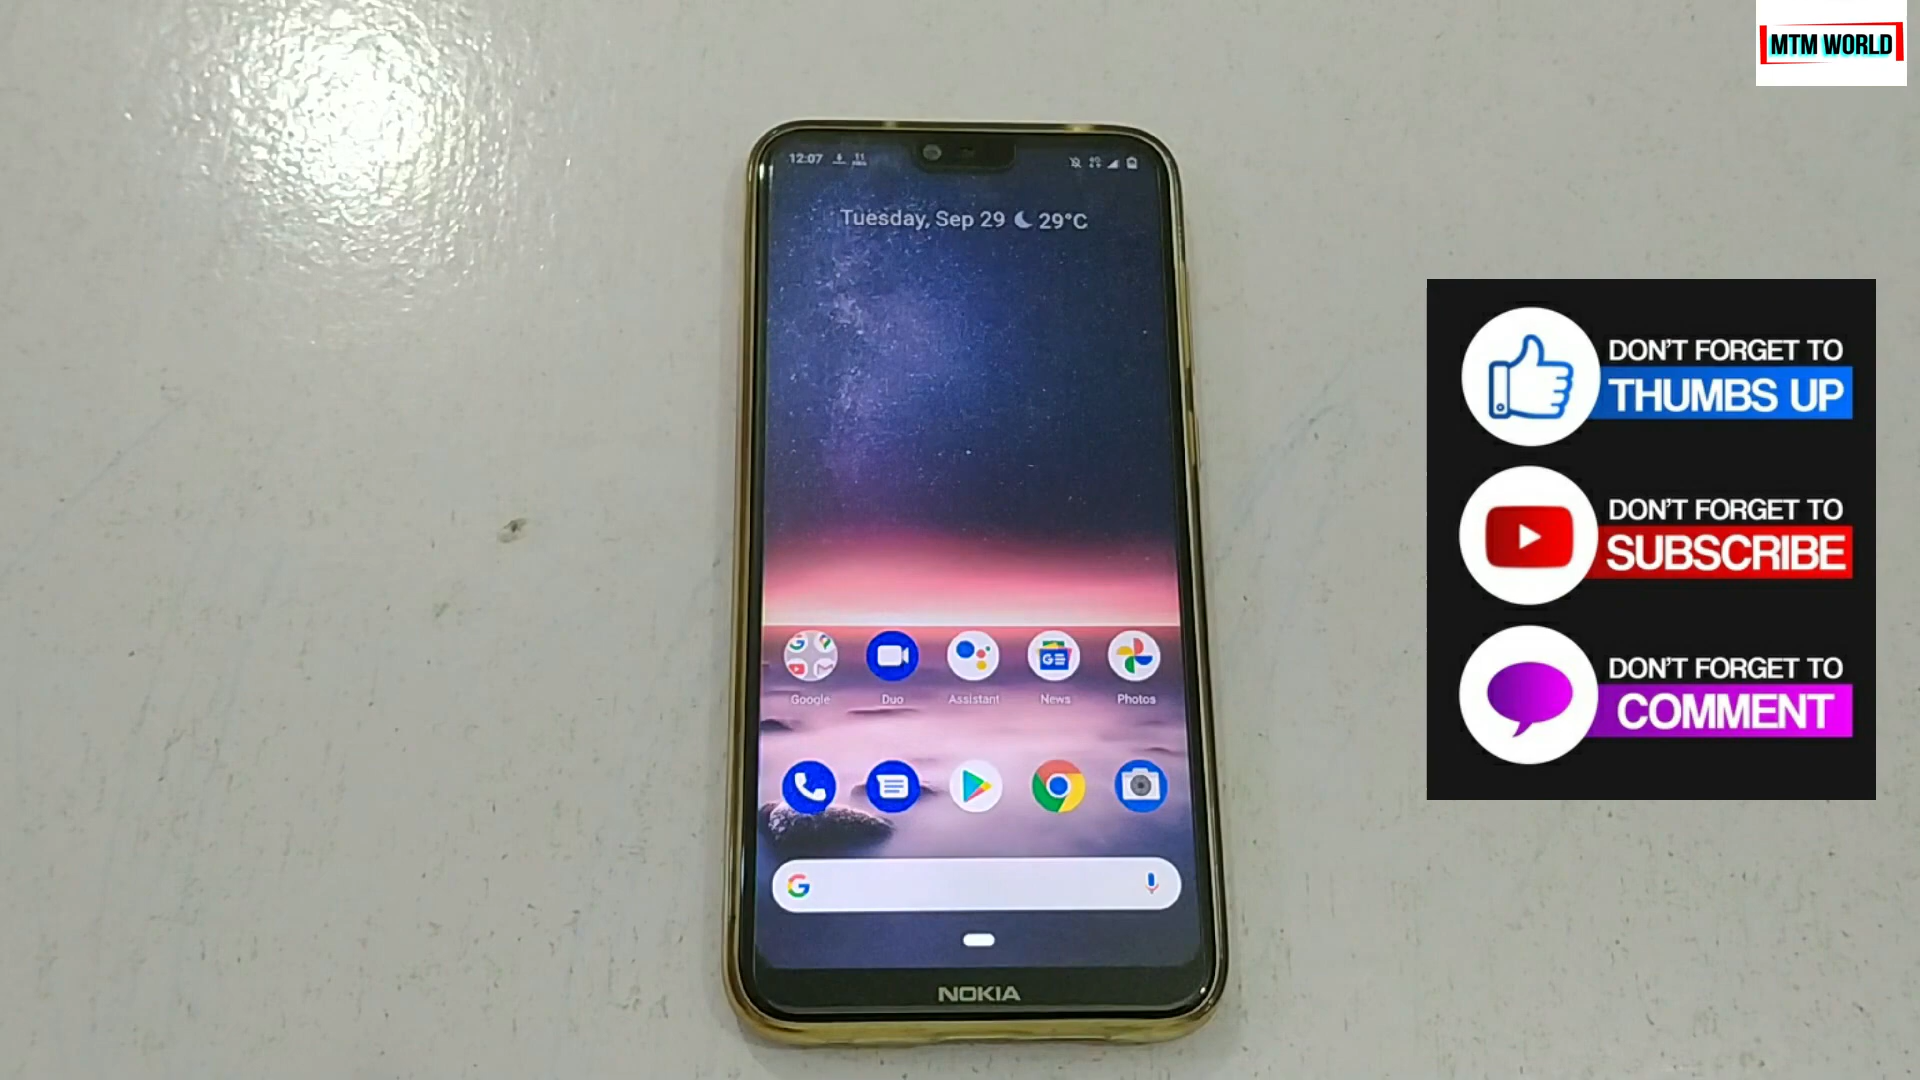 MTM WORLD
12:07
Tuesday, Sep 29 29°C
Google Duo Assistant News Photos
NOKIA
DON'T FORGET TO
THUMBS UP
DON'T FORGET TO
SUBSCRIBE
DON'T FORGET TO
COMMENT